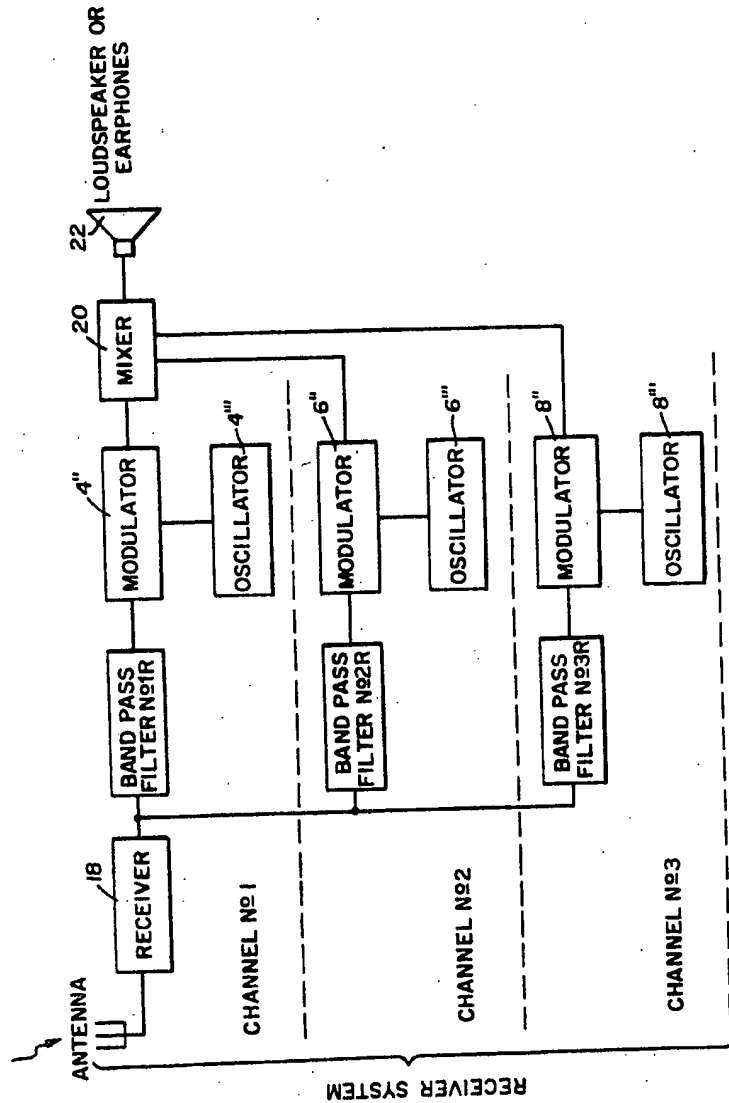 ANTENNA
18
RECEIVER
BAND PASS
FILTER Nº1R
4"
MODULATOR
20
MIXER
22
LOUDSPEAKER OR
EARPHONES
OSCILLATOR
4'''
CHANNEL Nº1
BAND PASS
FILTER Nº2R
MODULATOR
6"
OSCILLATOR
6'''
CHANNEL Nº2
BAND PASS
FILTER Nº3R
MODULATOR
8"
OSCILLATOR
8'''
CHANNEL Nº3
RECEIVER SYSTEM